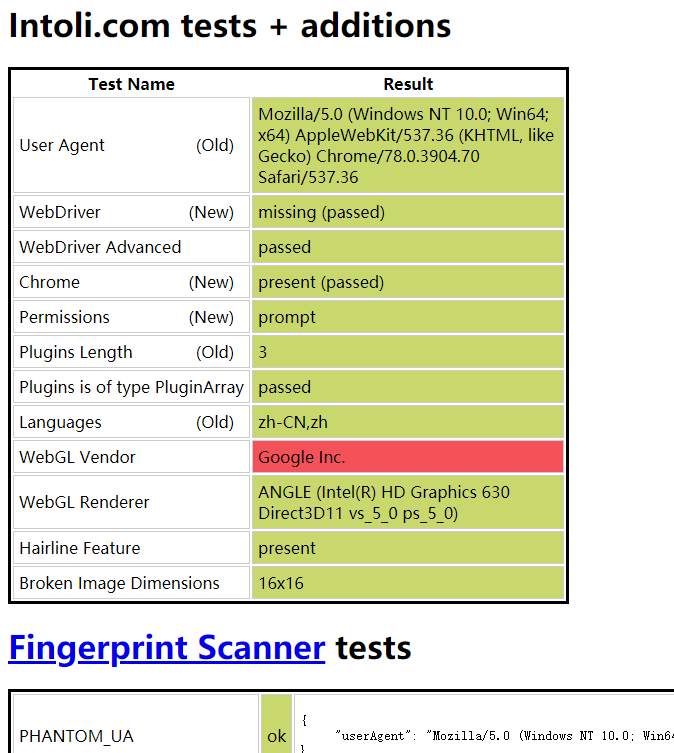 Intoli.com tests + additions
Test Name Result
User Agent (Old) Mozilla/5.0 (Windows NT 10.0; Win64;
x64) AppleWebKit/537.36 (KHTML, like
Gecko) Chrome/78.0.3904.70
Safari/537.36
WebDriver (New) missing (passed)
WebDriver Advanced passed
Chrome (New) present (passed)
Permissions (New) prompt
Plugins Length (Old) 3
Plugins is of type PluginArray passed
Languages (Old) zh-CN,zh
WebGL Vendor Google Inc.
WebGL Renderer ANGLE (Intel(R) HD Graphics 630
Direct3D11 vs_5_0 ps_5_0)
Hairline Feature present
Broken Image Dimensions 16x16
Fingerprint Scanner tests
{
PHANTOM_UA ok "userAgent": "Mozilla/5.0 (Windows NT 10.0; Win6
}